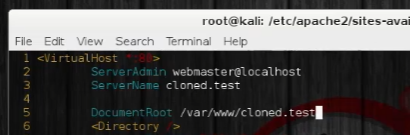 root@kali: /etc/apache2/sites-avai
File Edit View Search Terminal Help
1 <VirtualHost *:80>
2 ServerAdmin webmaster@localhost
3 ServerName cloned.test
4
5 DocumentRoot /var/www/cloned.test
6 <Directory />